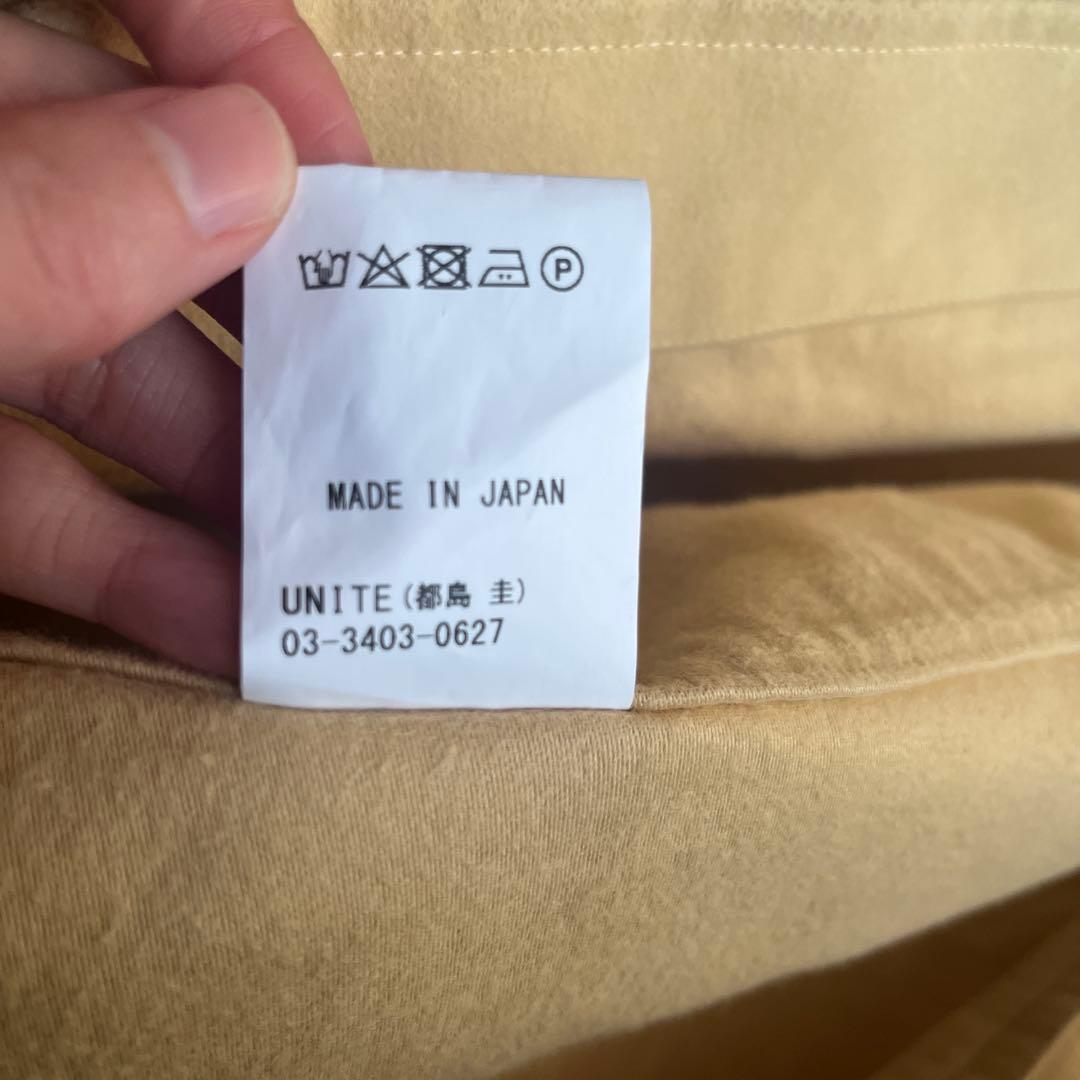 P
MADE IN JAPAN
UNITE(都島 圭)
03-3403-0627